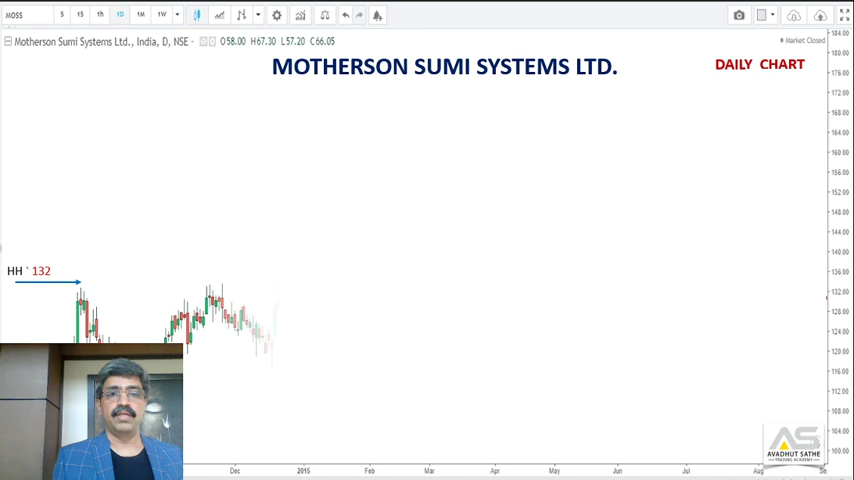 MOSS 5 15 1h 1D 1M 1W
Motherson Sumi Systems Ltd., India, D, NSE O58.00 H67.30 L57.20 C66.05
Market Closed
MOTHERSON SUMI SYSTEMS LTD.
DAILY CHART
184.00
180.00
176.00
172.00
168.00
164.00
160.00
156.00
152.00
148.00
144.00
140.00
136.00
132.00
128.00
124.00
120.00
116.00
112.00
108.00
104.00
100.00
HH ` 132
AS
AVADHUT SATHE
TRADING ACADEMY
Dec 2015 Feb Mar Apr May Jun Jul Aug Se